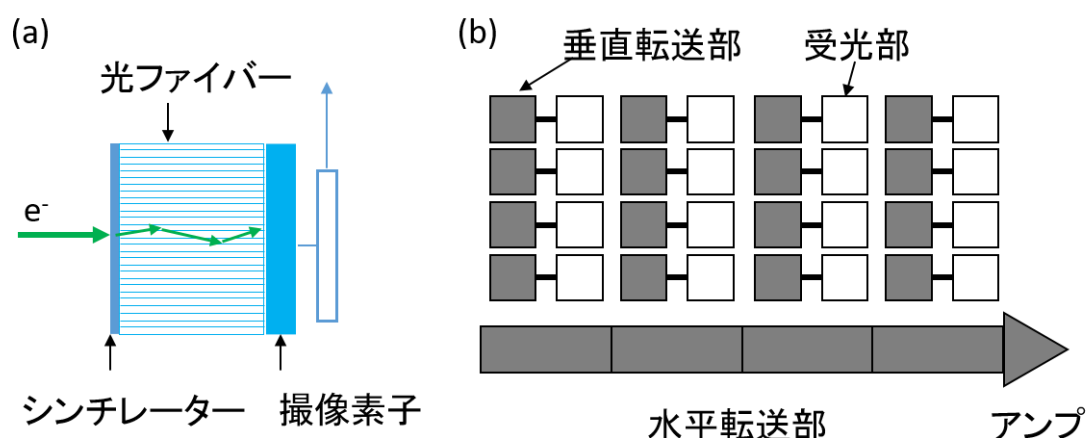 (a)
光ファイバー
e-
シンチレーター
撮像素子
(b)
垂直転送部
受光部
水平転送部
アンプ